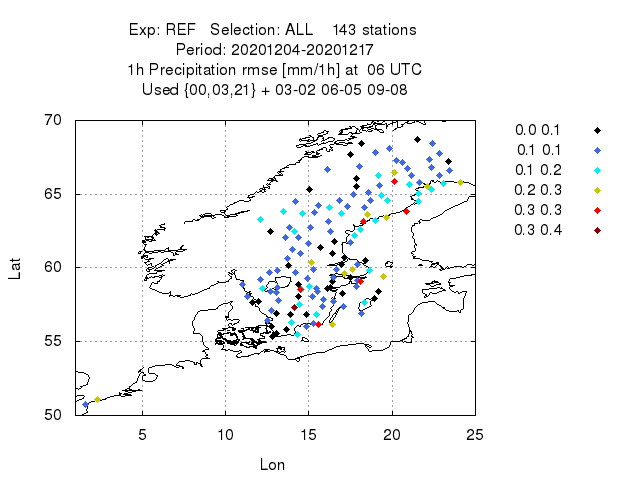 Exp: REF   Selection: ALL    143 stations
Period: 20201204-20201217
1h Precipitation rmse [mm/1h] at  06 UTC
Used {00,03,21} + 03-02 06-05 09-08
70
65
60
55
50
Lat
5 10 15 20 25
Lon
0.0 0.1
0.1 0.1
0.1 0.2
0.2 0.3
0.3 0.3
0.3 0.4